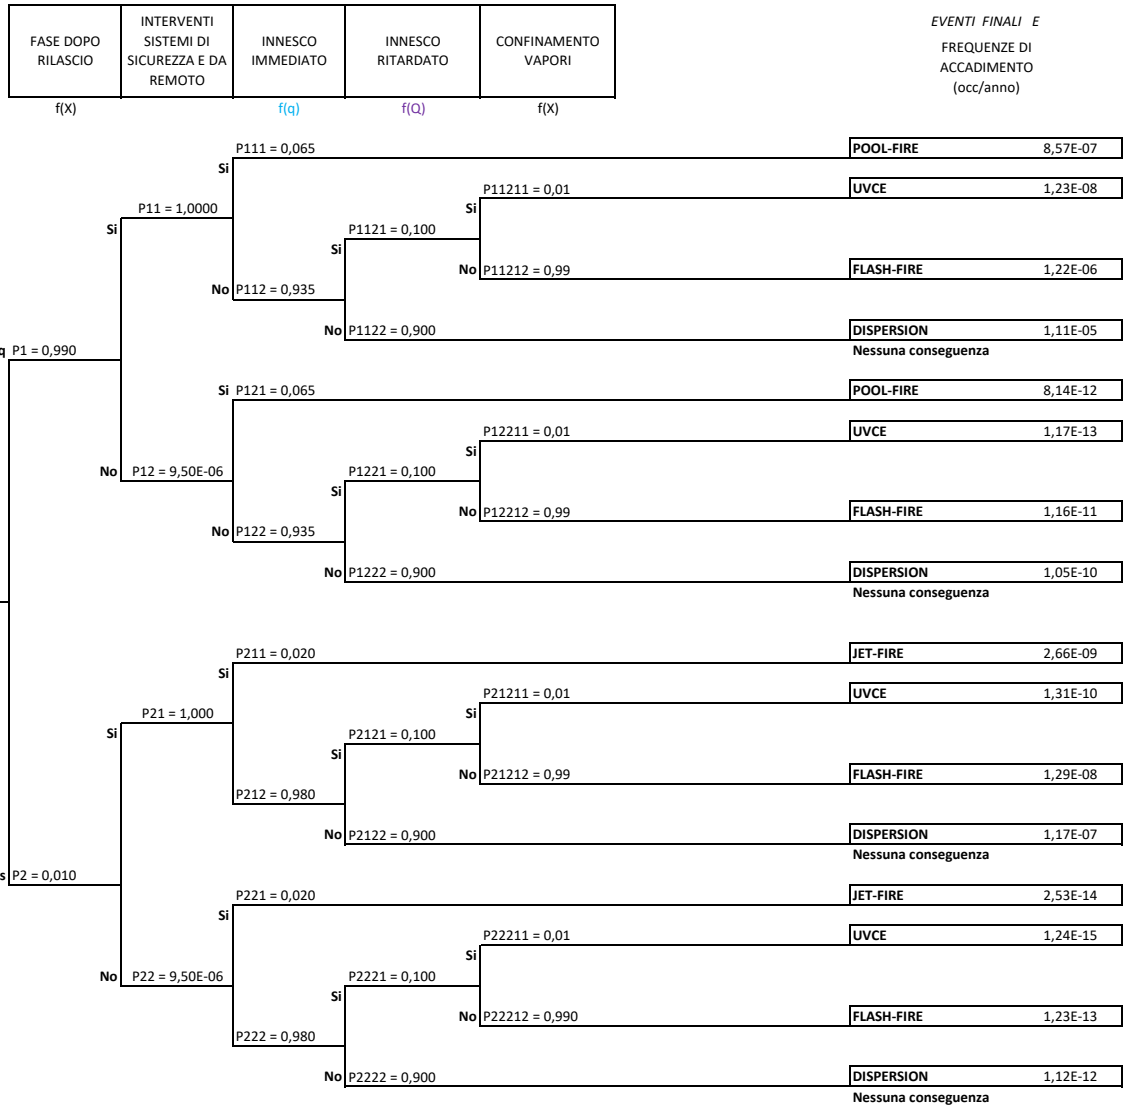 FASE DOPO
RILASCIO
INTERVENTI
SISTEMI DI
SICUREZZA E DA
REMOTO
INNESCO
IMMEDIATO
INNESCO
RITARDATO
CONFINAMENTO
VAPORI
EVENTI FINALI E
FREQUENZE DI
ACCADIMENTO
(occ/anno)
f(X)
f(q)
f(Q)
f(X)
P111 = 0,065
POOL-FIRE 8,57E-07
Si
P11211 = 0,01
UVCE 1,23E-08
P11 = 1,0000
Si
Si
P1121 = 0,100
Si
No P11212 = 0,99
FLASH-FIRE 1,22E-06
No P112 = 0,935
No P1122 = 0,900
DISPERSION 1,11E-05
q P1 = 0,990
Nessuna conseguenza
Si P121 = 0,065
POOL-FIRE 8,14E-12
P12211 = 0,01
UVCE 1,17E-13
Si
No P12 = 9,50E-06
P1221 = 0,100
Si
No P12212 = 0,99
FLASH-FIRE 1,16E-11
No P122 = 0,935
No P1222 = 0,900
DISPERSION 1,05E-10
Nessuna conseguenza
P211 = 0,020
JET-FIRE 2,66E-09
Si
P21211 = 0,01
UVCE 1,31E-10
P21 = 1,000
Si
Si
P2121 = 0,100
Si
No P21212 = 0,99
FLASH-FIRE 1,29E-08
P212 = 0,980
No P2122 = 0,900
DISPERSION 1,17E-07
Nessuna conseguenza
s P2 = 0,010
P221 = 0,020
JET-FIRE 2,53E-14
Si
P22211 = 0,01
UVCE 1,24E-15
Si
No P22 = 9,50E-06
P2221 = 0,100
Si
No P22212 = 0,990
FLASH-FIRE 1,23E-13
P222 = 0,980
No P2222 = 0,900
DISPERSION 1,12E-12
Nessuna conseguenza